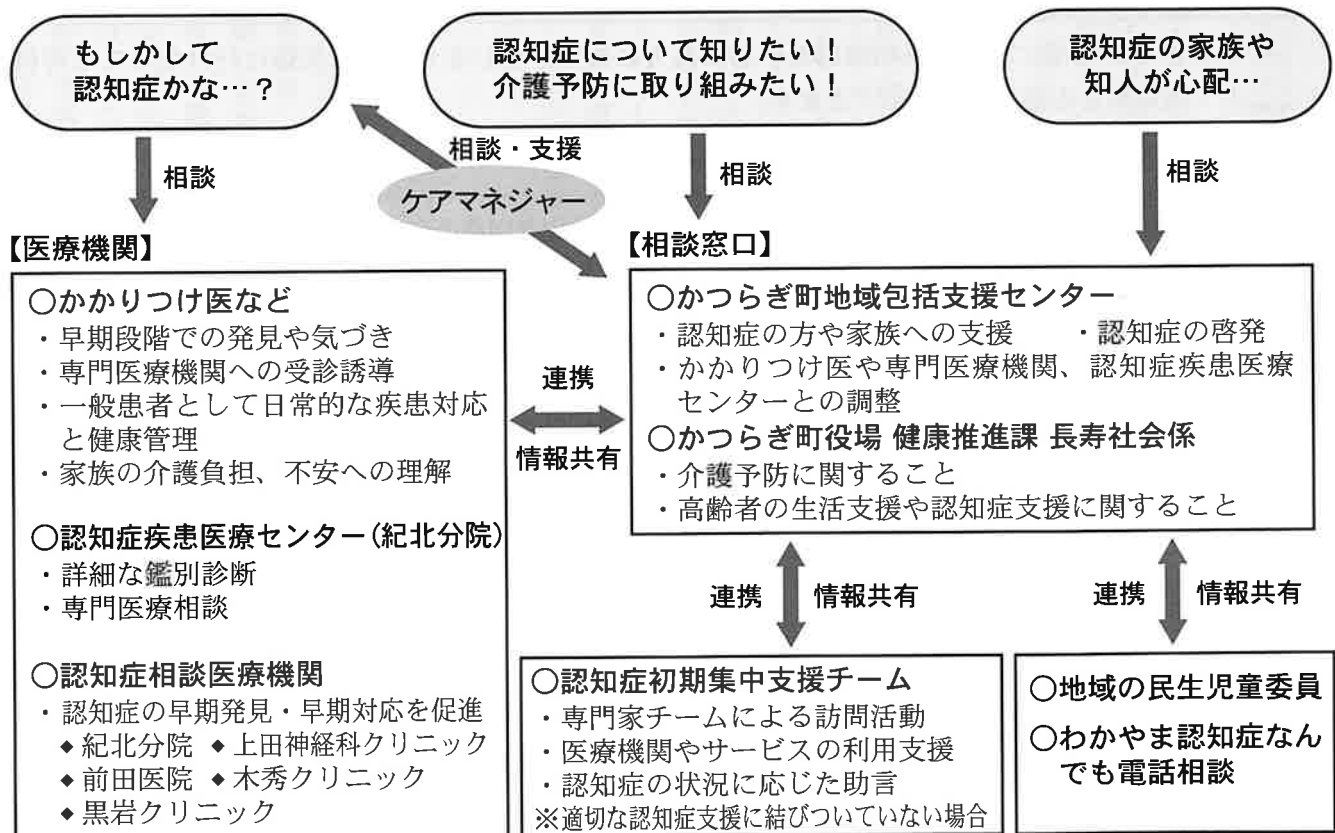 もしかして
認知症かな…？
認知症について知りたい！
介護予防に取り組みたい！
認知症の家族や
知人が心配…
相談
相談・支援
ケアマネジャー
相談
相談
【医療機関】
○かかりつけ医など
・早期段階での発見や気づき
・専門医療機関への受診誘導
・一般患者として日常的な疾患対応
と健康管理
・家族の介護負担、不安への理解
○認知症疾患医療センター(紀北分院)
・詳細な鑑別診断
・専門医療相談
○認知症相談医療機関
・認知症の早期発見・早期対応を促進
◆紀北分院 ◆上田神経科クリニック
◆前田医院 ◆木秀クリニック
◆黒岩クリニック
連携
情報共有
【相談窓口】
○かつらぎ町地域包括支援センター
・認知症の方や家族への支援 ・認知症の啓発
・かかりつけ医や専門医療機関、認知症疾患医療
センターとの調整
○かつらぎ町役場 健康推進課 長寿社会係
・介護予防に関すること
・高齢者の生活支援や認知症支援に関すること
連携 情報共有
連携 情報共有
○認知症初期集中支援チーム
・専門家チームによる訪問活動
・医療機関やサービスの利用支援
・認知症の状況に応じた助言
※適切な認知症支援に結びついていない場合
○地域の民生児童委員
○わかやま認知症なん
でも電話相談